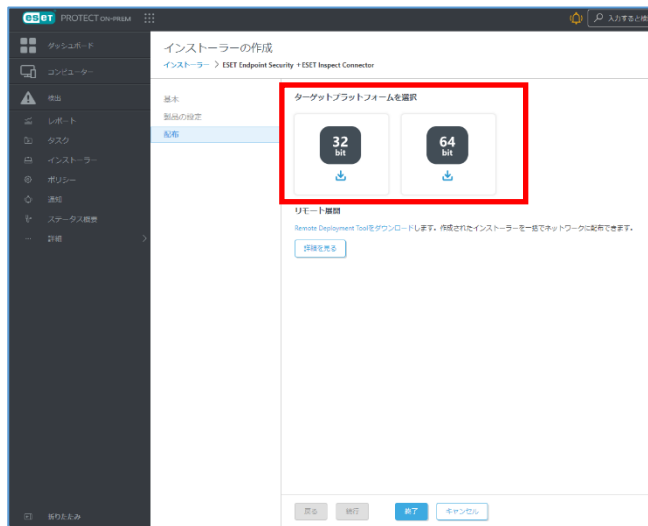 eset PROTECT ON-PREM
入力すると検
ダッシュボード
コンピューター
検出
レポート
タスク
インストーラー
ポリシー
通知
ステータス概要
詳細
折りたたみ
インストーラーの作成
インストーラー > ESET Endpoint Security +ESET Inspect Connector
基本
製品の設定
配布
ターゲットプラットフォームを選択
32 64
bit bit
リモート展開
Remote Deployment Toolをダウンロードします。作成されたインストーラーを一括でネットワークに配布できます。
詳細を見る
戻る 続行 終了 キャンセル